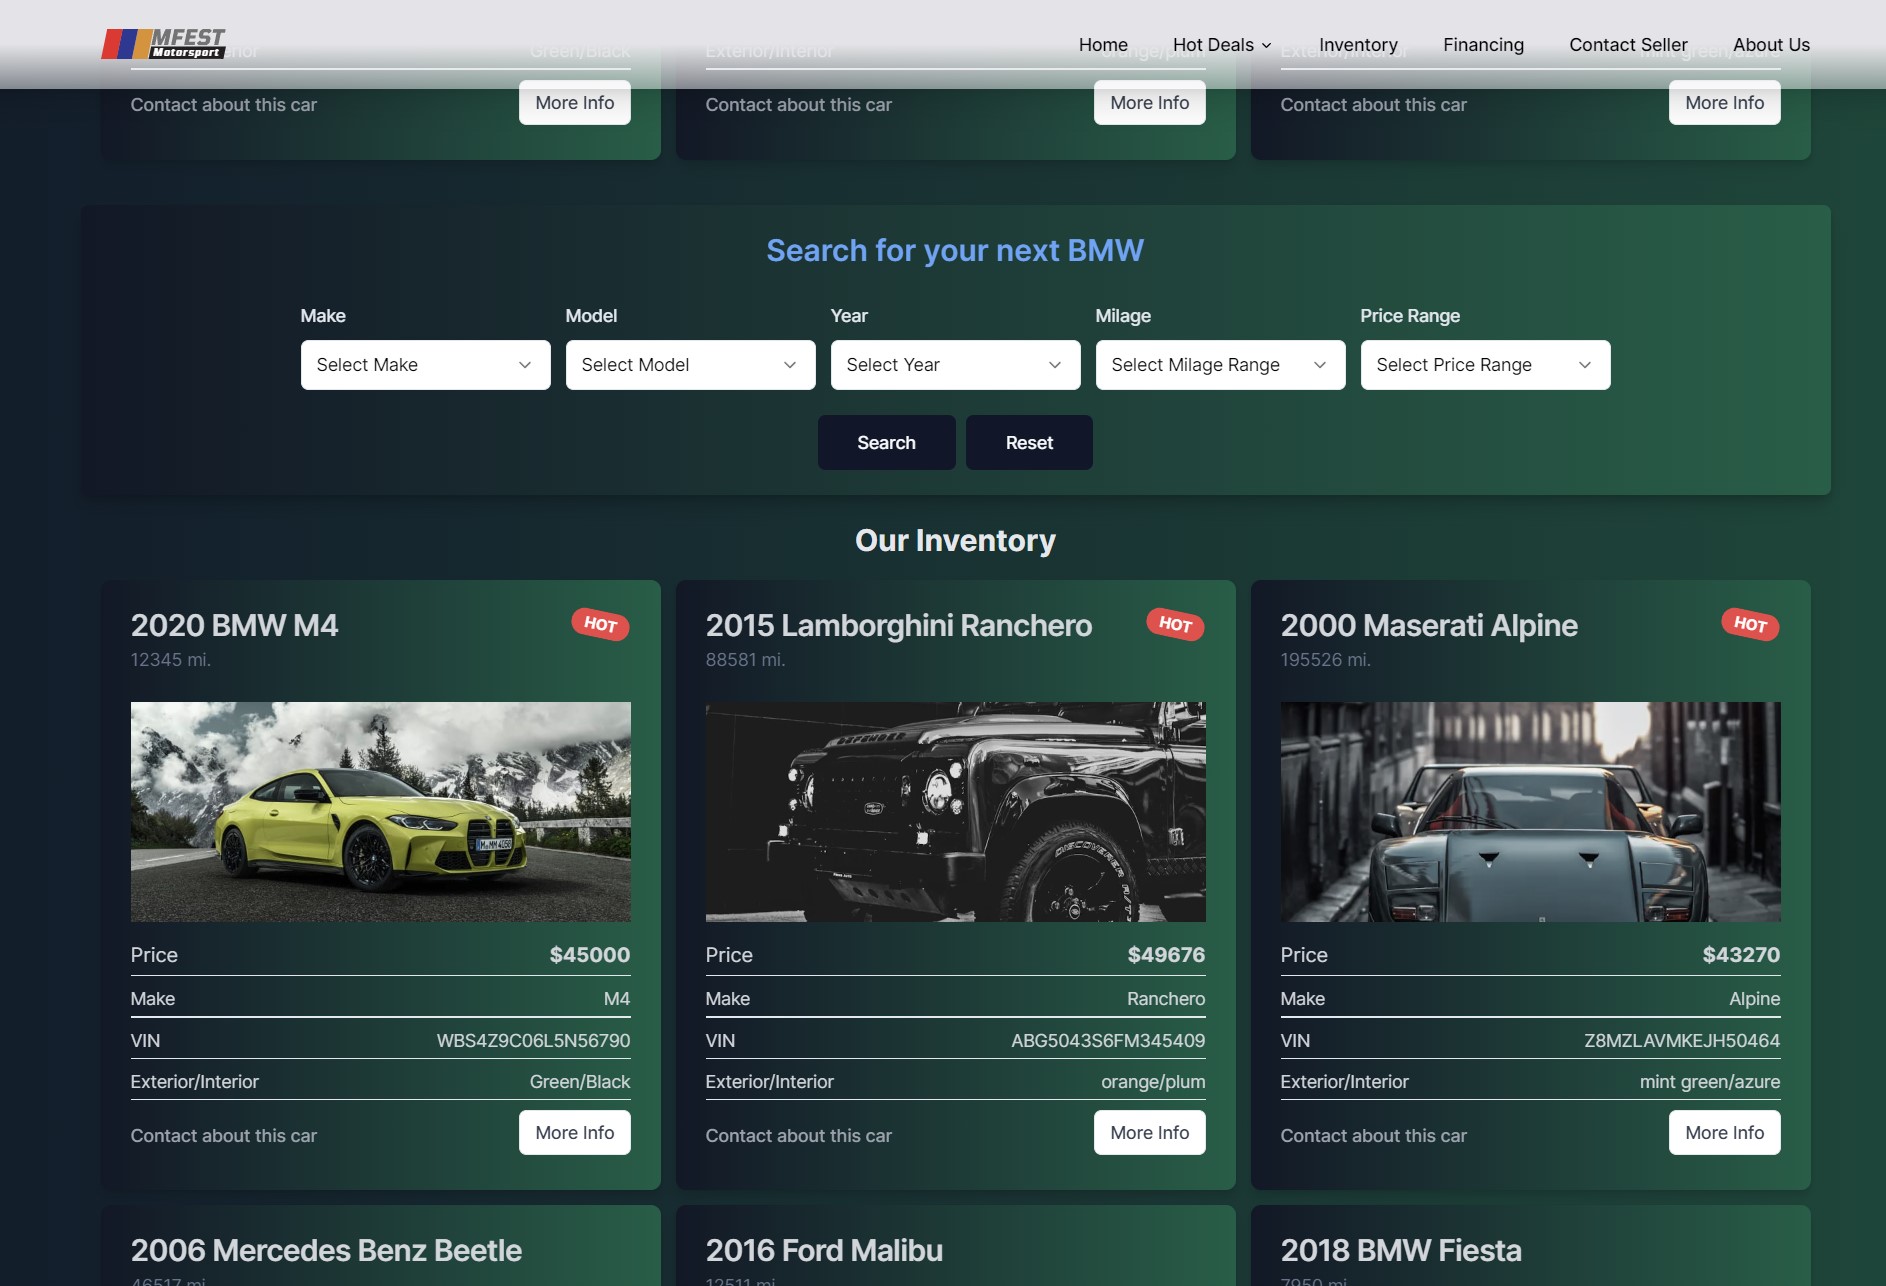 MFEST
Motorsport
Home Hot Deals Inventory Financing Contact Seller About Us
Exterior/Interior Green/Black Exterior/Interior orange/plum Exterior/Interior mint green/azure
Contact about this car More Info Contact about this car More Info Contact about this car More Info
Search for your next BMW
Make Model Year Milage Price Range
Select Make Select Model Select Year Select Milage Range Select Price Range
Search Reset
Our Inventory
2020 BMW M4 HOT 2015 Lamborghini Ranchero HOT 2000 Maserati Alpine HOT
12345 mi. 88581 mi. 195526 mi.
DEFENDER
DISCOVERER A/T
Price $45000 Price $49676 Price $43270
Make M4 Make Ranchero Make Alpine
VIN WBS4Z9C06L5N56790 VIN ABG5043S6FM345409 VIN Z8MZLAVMKEJH50464
Exterior/Interior Green/Black Exterior/Interior orange/plum Exterior/Interior mint green/azure
Contact about this car More Info Contact about this car More Info Contact about this car More Info
2006 Mercedes Benz Beetle 2016 Ford Malibu 2018 BMW Fiesta
46517 mi. 12511 mi. 7950 mi.